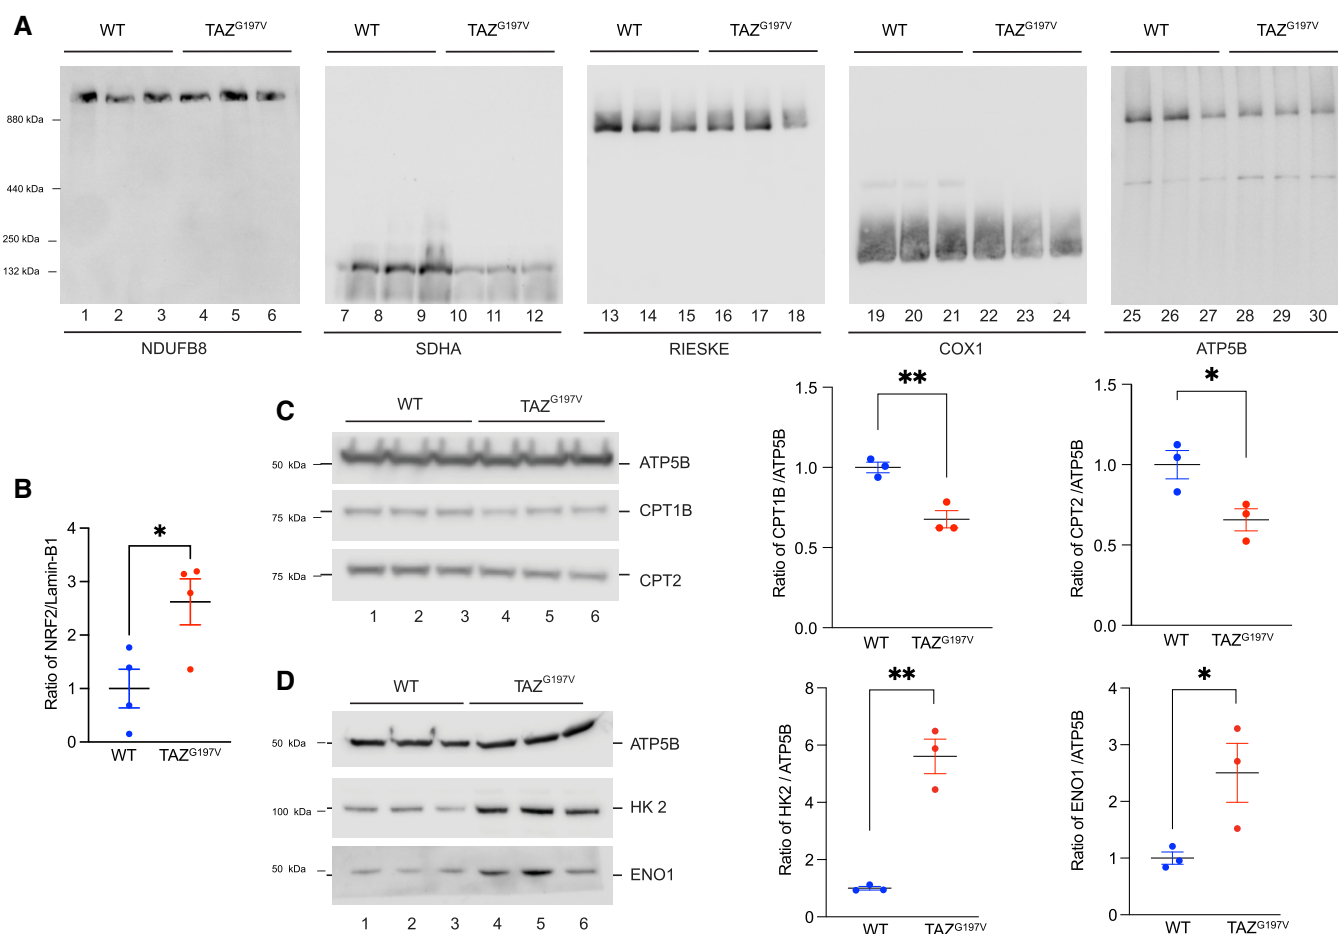 A
WT TAZG197V WT TAZG197V WT TAZG197V WT TAZG197V WT TAZG197V
880 kDa
440 kDa
250 kDa
132 kDa
1 2 3 4 5 6 7 8 9 10 11 12 13 14 15 16 17 18 19 20 21 22 23 24 25 26 27 28 29 30
NDUFB8 SDHA RIESKE COX1 ATP5B
B
Ratio of NRF2/Lamin-B1
4
3
2
1
0
*
WT TAZG197V
C
WT TAZG197V
50 kDa ATP5B
75 kDa CPT1B
75 kDa CPT2
1 2 3 4 5 6
Ratio of CPT1B /ATP5B
1.5
1.0
0.5
0.0
**
WT TAZG197V
Ratio of CPT2 /ATP5B
1.5
1.0
0.5
0.0
*
WT TAZG197V
D
WT TAZG197V
50 kDa ATP5B
100 kDa HK 2
50 kDa ENO1
1 2 3 4 5 6
Ratio of HK2 / ATP5B
8
6
4
2
0
**
WT TAZG197V
Ratio of ENO1 /ATP5B
4
3
2
1
0
*
WT TAZG197V